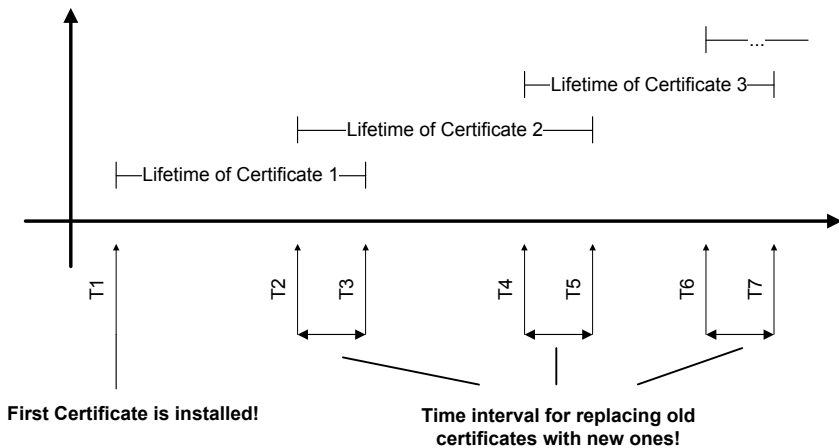 ...
Lifetime of Certificate 3
Lifetime of Certificate 2
Lifetime of Certificate 1
T1
T2
T3
T4
T5
T6
T7
First Certificate is installed!
Time interval for replacing old
certificates with new ones!